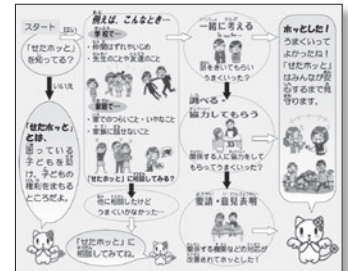 スタート
「せたホッと」
を知ってる?
はい
いいえ
「せたホッと」
とは、
困っている
子どもを助
け、子どもの
権利をまもる
ところだよ。
例えば、こんなとき…
学校で…
・仲間はずれやいじめ
・先生のことや友達のこと
家庭で…
・家でのつらいこと・いやなこと
・家族に話せないこと
「せたホッと」に相談してみる?
他に相談したけど
うまくいかなかった…
「せたホッと」に
相談してみてね。
一緒に考える
話をきいてもらい
うまくいった?
調べる・
協力してもらう
関係する人に協力をして
もらってうまくいった?
要請・意見表明
関係する機関などの対応が
改善されてホッとした!
ホッとした!
うまくいって
よかったね!
「せたホッと」
はみんなが安
心するまで見
守ります。